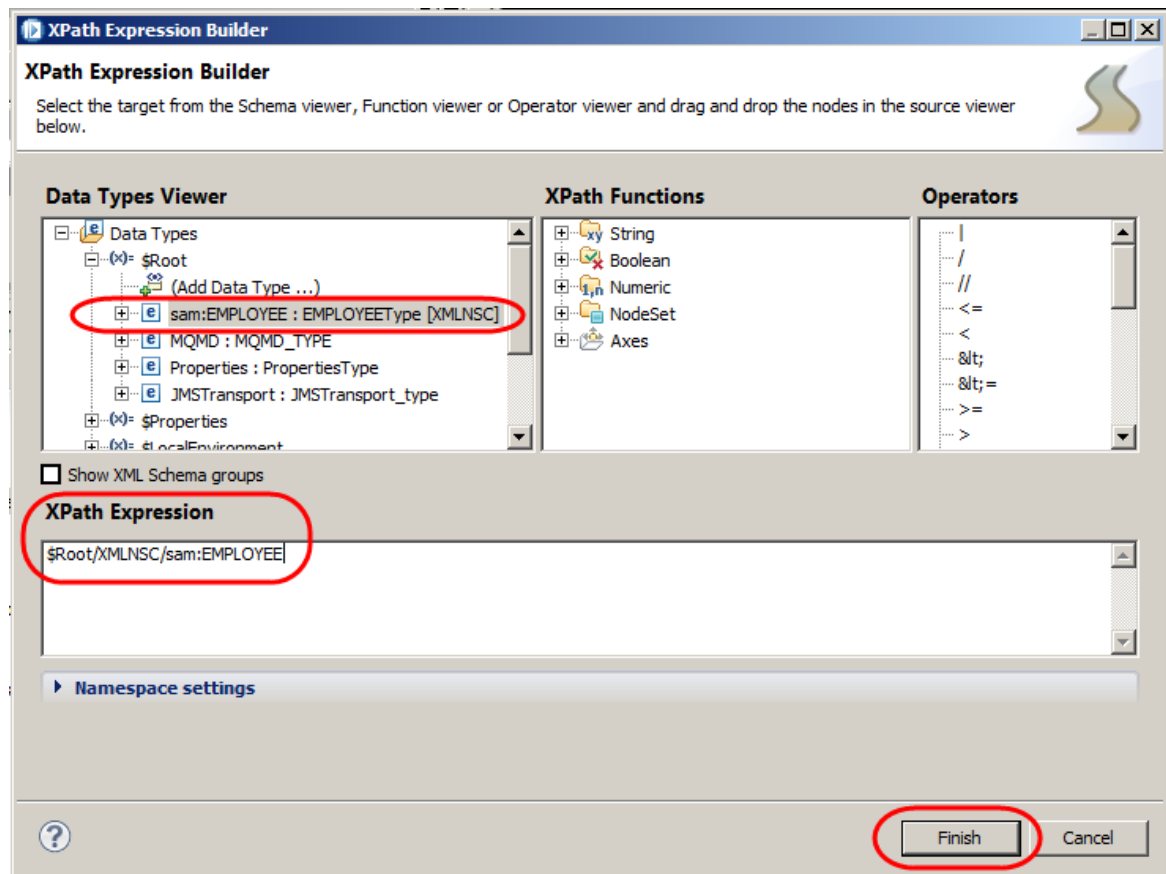 XPath Expression Builder
XPath Expression Builder
Select the target from the Schema viewer, Function viewer or Operator viewer and drag and drop the nodes in the source viewer
below.
Data Types Viewer
XPath Functions
Operators
Data Types
$Root
(Add Data Type ...)
sam:EMPLOYEE : EMPLOYEEType [XMLNSC]
MQMD : MQMD_TYPE
Properties : PropertiesType
JMSTransport : JMSTransport_type
$Properties
$LocalEnvironment
String
Boolean
Numeric
NodeSet
Axes
|
/
//
<=
<
&lt;
&lt;=
>=
>
Show XML Schema groups
XPath Expression
$Root/XMLNSC/sam:EMPLOYEE
Namespace settings
?
Finish
Cancel